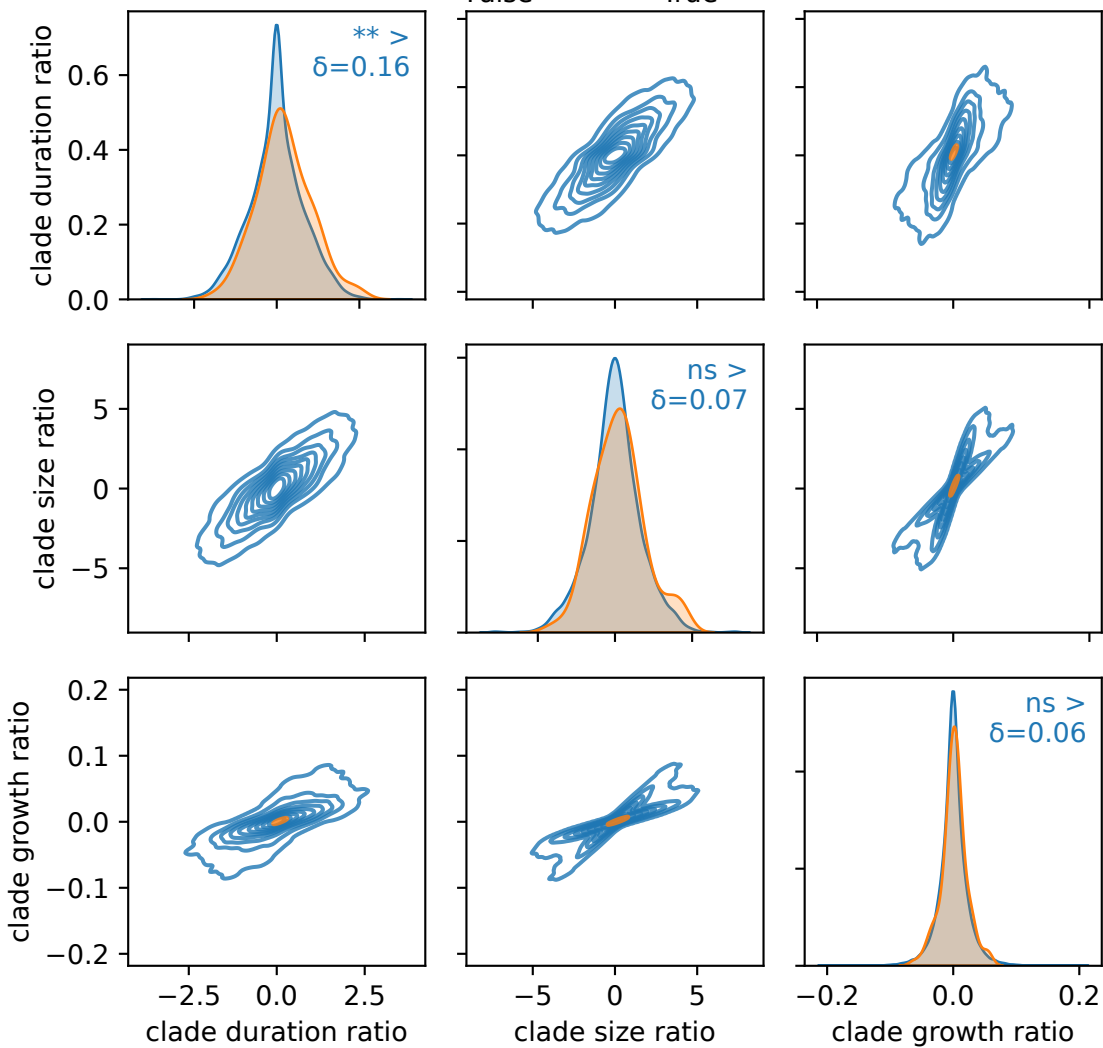 clade duration ratio
0.6
0.4
0.2
0.0
** >
δ=0.16
clade size ratio
5
0
−5
ns >
δ=0.07
clade growth ratio
0.2
0.1
0.0
−0.1
−0.2
ns >
δ=0.06
−2.5 0.0 2.5
−5 0 5
−0.2 0.0 0.2
clade duration ratio
clade size ratio
clade growth ratio